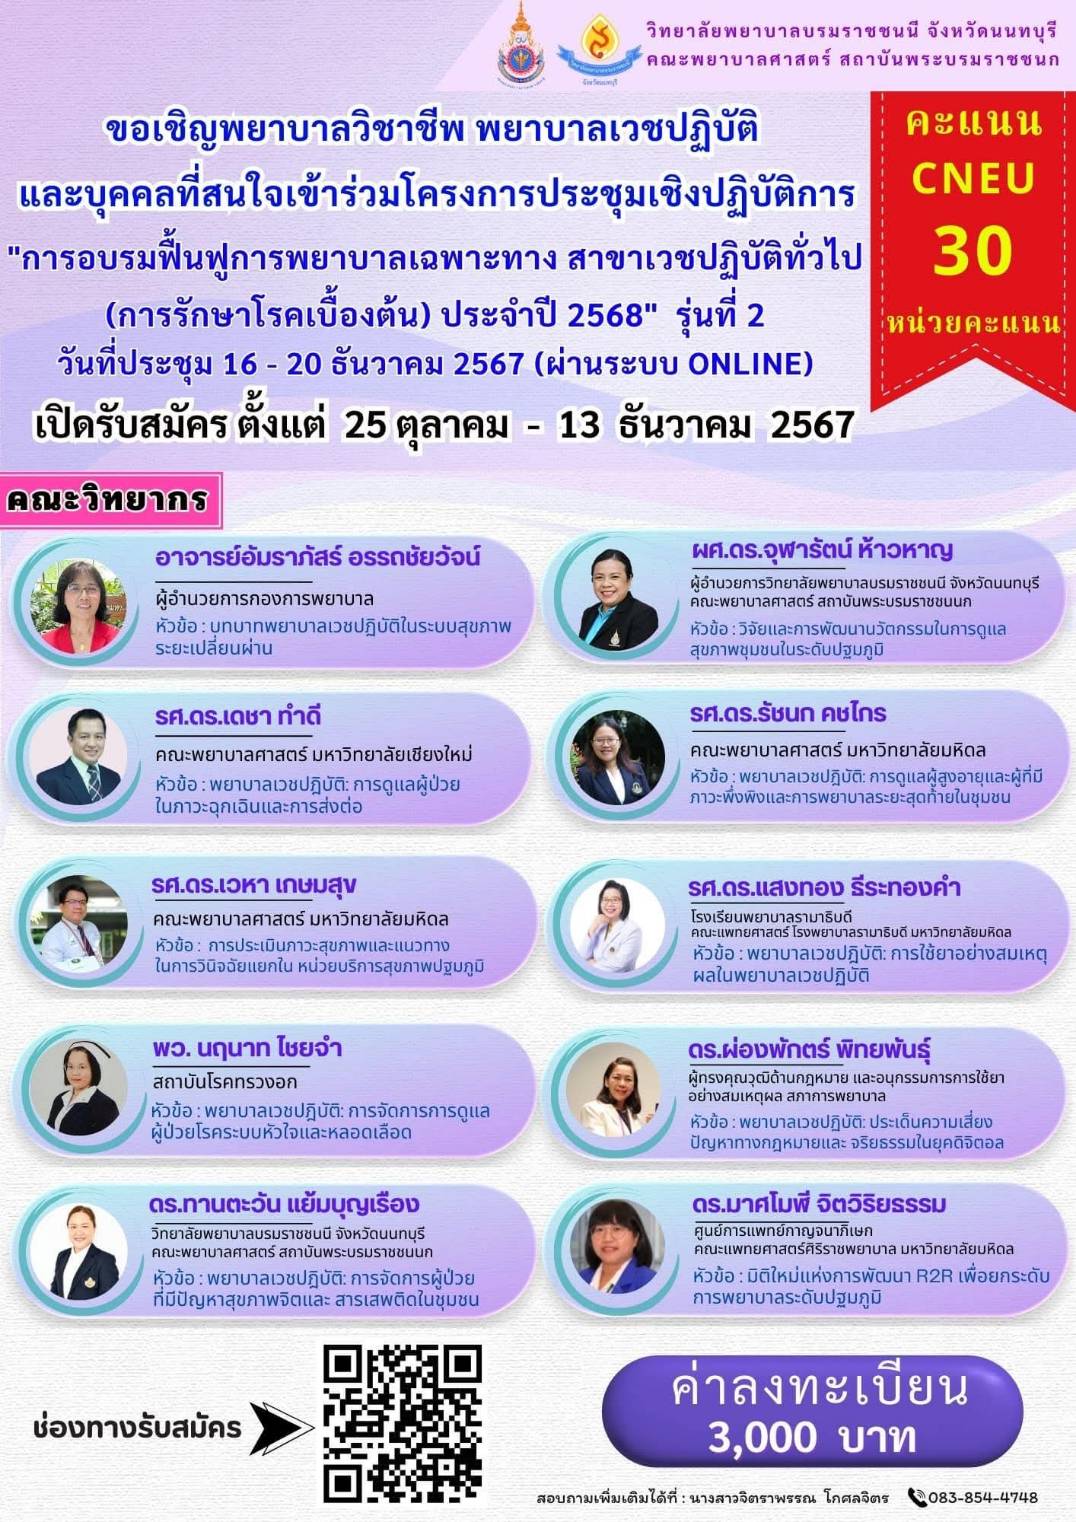 วิทยาลัยพยาบาลบรมราชชนนี จังหวัดนนทบุรี
คณะพยาบาลศาสตร์ สถาบันพระบรมราชชนก
ขอเชิญพยาบาลวิชาชีพ พยาบาลเวชปฏิบัติ
และบุคคลที่สนใจเข้าร่วมโครงการประชุมเชิงปฏิบัติการ
"การอบรมฟื้นฟูการพยาบาลเฉพาะทาง สาขาเวชปฏิบัติทั่วไป
(การรักษาโรคเบื้องต้น) ประจำปี 2568" รุ่นที่ 2
วันที่ประชุม 16 - 20 ธันวาคม 2567 (ผ่านระบบ ONLINE)
เปิดรับสมัคร ตั้งแต่ 25 ตุลาคม - 13 ธันวาคม 2567
คะแนน
CNEU
30
หน่วยคะแนน
คณะวิทยากร
อาจารย์อัมราภัสร์ อรรถชัยวัจน์
ผู้อำนวยการกองการพยาบาล
หัวข้อ : บทบาทพยาบาลเวชปฏิบัติในระบบสุขภาพ
ระยะเปลี่ยนผ่าน
ผศ.ดร.จุฬารัตน์ ห้าวหาญ
ผู้อำนวยการวิทยาลัยพยาบาลบรมราชชนนี จังหวัดนนทบุรี
คณะพยาบาลศาสตร์ สถาบันพระบรมราชชนนก
หัวข้อ : วิจัยและการพัฒนานวัตกรรมในการดูแล
สุขภาพชุมชนในระดับปฐมภูมิ
รศ.ดร.เดชา ทำดี
คณะพยาบาลศาสตร์ มหาวิทยาลัยเชียงใหม่
หัวข้อ : พยาบาลเวชปฏิบัติ: การดูแลผู้ป่วย
ในภาวะฉุกเฉินและการส่งต่อ
รศ.ดร.รัชนก คชไกร
คณะพยาบาลศาสตร์ มหาวิทยาลัยมหิดล
หัวข้อ : พยาบาลเวชปฏิบัติ: การดูแลผู้สูงอายุและผู้ที่มี
ภาวะพึ่งพิงและการพยาบาลระยะสุดท้ายในชุมชน
รศ.ดร.เวหา เกษมสุข
คณะพยาบาลศาสตร์ มหาวิทยาลัยมหิดล
หัวข้อ : การประเมินภาวะสุขภาพและแนวทาง
ในการวินิจฉัยแยกใน หน่วยบริการสุขภาพปฐมภูมิ
รศ.ดร.แสงทอง ธีระทองคำ
โรงเรียนพยาบาลรามาธิบดี
คณะแพทยศาสตร์ โรงพยาบาลรามาธิบดี มหาวิทยาลัยมหิดล
หัวข้อ : พยาบาลเวชปฏิบัติ: การใช้ยาอย่างสมเหตุ
ผลในพยาบาลเวชปฏิบัติ
พว. นฤนาท ไชยจำ
สถาบันโรคทรวงอก
หัวข้อ : พยาบาลเวชปฏิบัติ: การจัดการการดูแล
ผู้ป่วยโรคระบบหัวใจและหลอดเลือด
ดร.ผ่องพักตร์ พิทยพันธุ์
ผู้ทรงคุณวุฒิด้านกฎหมาย และอนุกรรมการการใช้ยา
อย่างสมเหตุผล สภาการพยาบาล
หัวข้อ : พยาบาลเวชปฏิบัติ: ประเด็นความเสี่ยง
ปัญหาทางกฎหมายและ จริยธรรมในยุคดิจิตอล
ดร.ทานตะวัน แย้มบุญเรือง
วิทยาลัยพยาบาลบรมราชชนนี จังหวัดนนทบุรี
คณะพยาบาลศาสตร์ สถาบันพระบรมราชชนนก
หัวข้อ : พยาบาลเวชปฏิบัติ: การจัดการผู้ป่วย
ที่มีปัญหาสุขภาพจิตและ สารเสพติดในชุมชน
ดร.มาศโมฬี จิตวิริยธรรม
ศูนย์การแพทย์กาญจนาภิเษก
คณะแพทยศาสตร์ศิริราชพยาบาล มหาวิทยาลัยมหิดล
หัวข้อ : มิติใหม่แห่งการพัฒนา R2R เพื่อยกระดับ
การพยาบาลระดับปฐมภูมิ
ช่องทางรับสมัคร
ค่าลงทะเบียน
3,000 บาท
สอบถามเพิ่มเติมได้ที่ : นางสาวจิตราพรรณ โกศลจิตร 083-854-4748